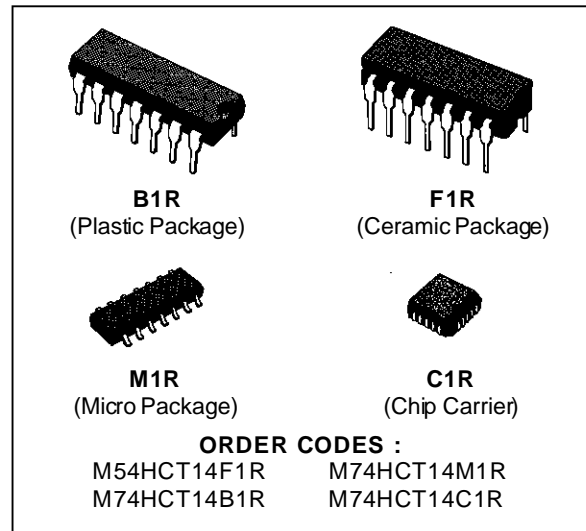 B1R
(Plastic Package)
F1R
(Ceramic Package)
M1R
(Micro Package)
C1R
(Chip Carrier)
ORDER CODES :
M54HCT14F1R M74HCT14M1R
M74HCT14B1R M74HCT14C1R